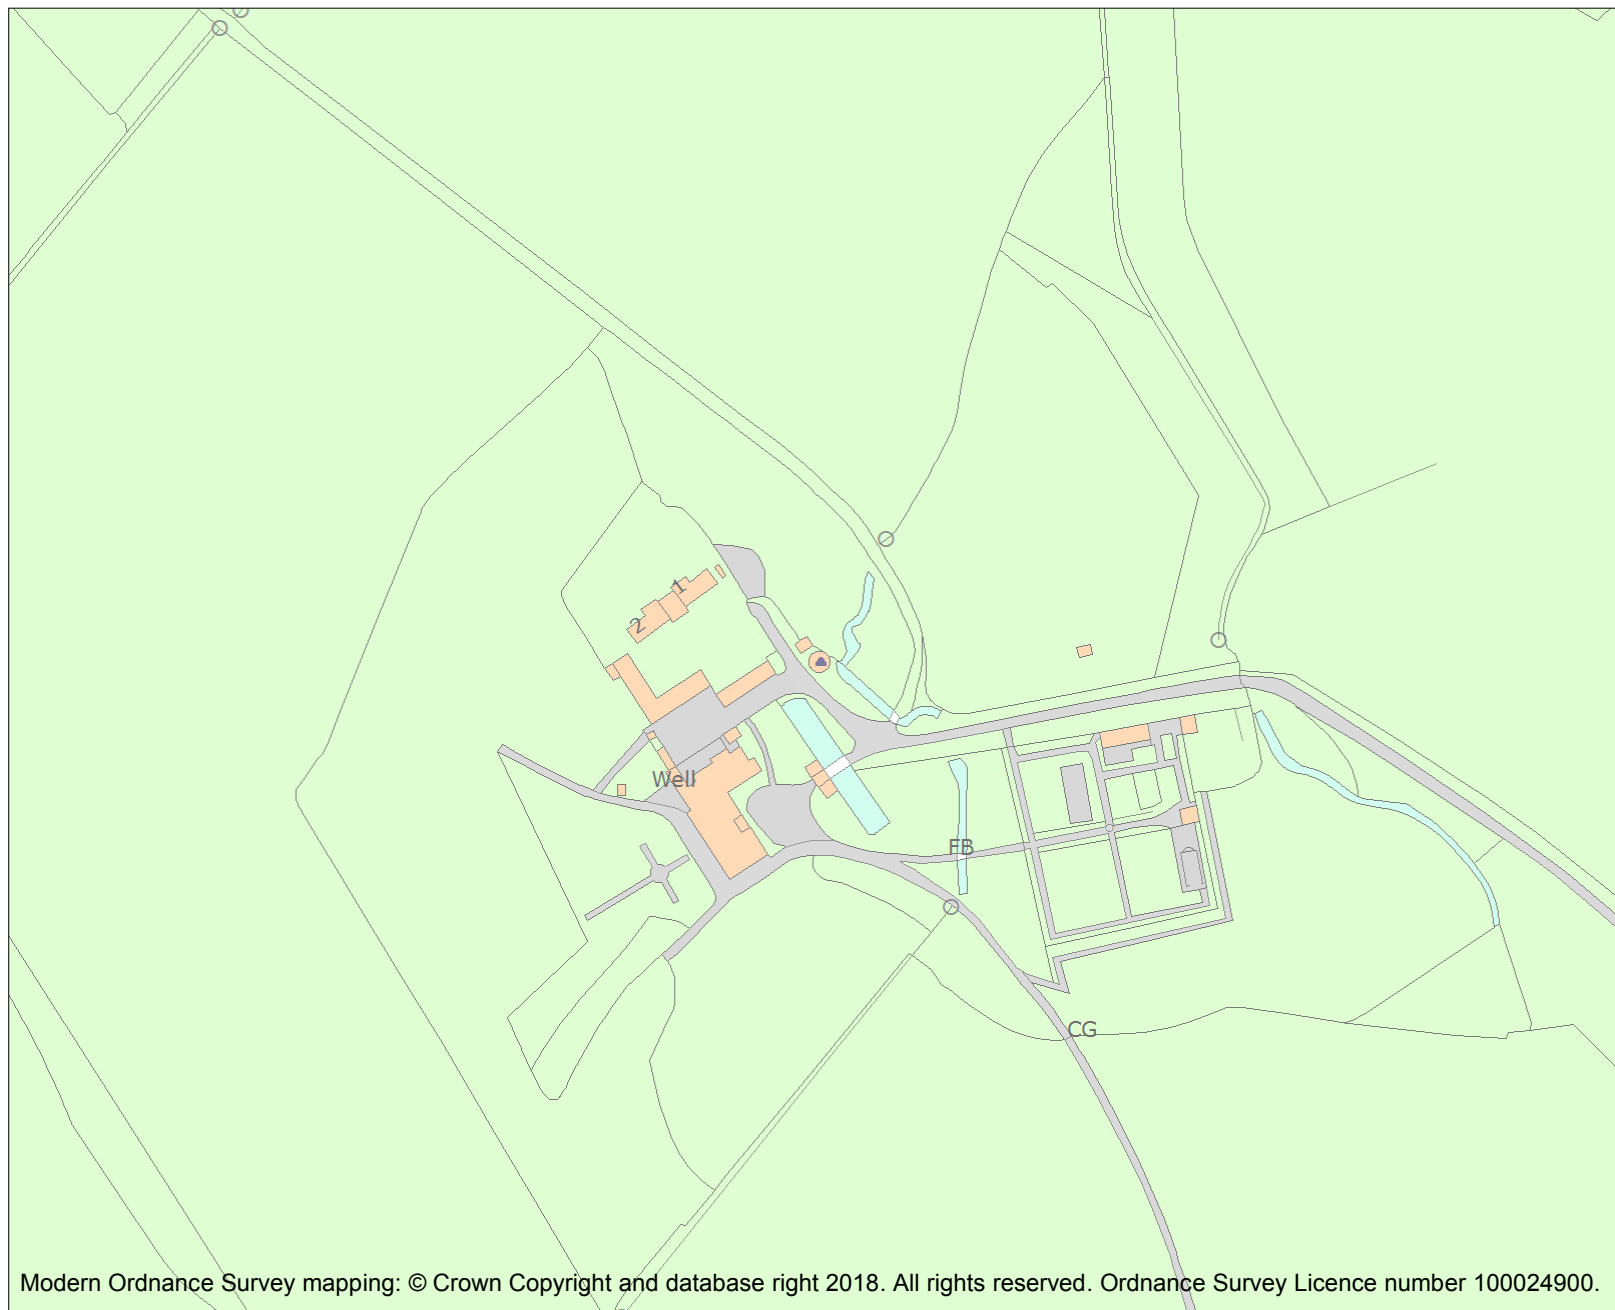 1
2
Well
FB
CG
Modern Ordnance Survey mapping: © Crown Copyright and database right 2018. All rights reserved. Ordnance Survey Licence number 100024900.